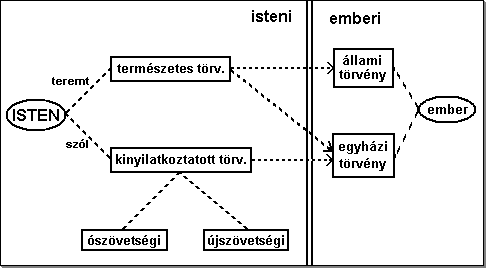 isteni
emberi
természetes törv.
állami
törvény
teremt
ISTEN
ember
szól
egyházi
törvény
kinyilatkoztatott törv.
ószövetségi
újszövetségi